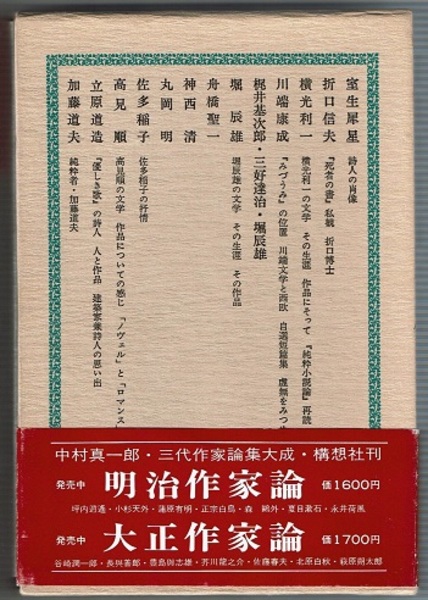 室生犀星 詩人の肖像
折口信夫 『死者の書』私観 折口博士
横光利一 横光利一の文学 その生涯 作品にそって 『純粋小説論』再読
川端康成 『みづうみ』の位置 川端文学と西欧 自選短篇集 虚無をみつめ
梶井基次郎・三好達治・堀辰雄
堀 辰雄 堀辰雄の文学 その生涯 その作品
舟橋聖一
神西 清
丸岡 明
佐多稲子 佐多稲子の抒情
高見 順 高見順の文学 作品についての感じ 「ノヴェル」と「ロマンス」
立原道造 『優しき歌』の詩人 人と作品 建築家兼詩人の思い出
加藤道夫 純粋者・加藤道夫
中村真一郎・三代作家論集大成・構想社刊
発売中 明治作家論 価1600円
坪内逍遥・小杉天外・蒲原有明・正宗白鳥・森 鷗外・夏目漱石・永井荷風
発売中 大正作家論 価1700円
谷崎潤一郎・長與善郎・豊島與志雄・芥川龍之介・佐藤春夫・北原白秋・萩原朔太郎